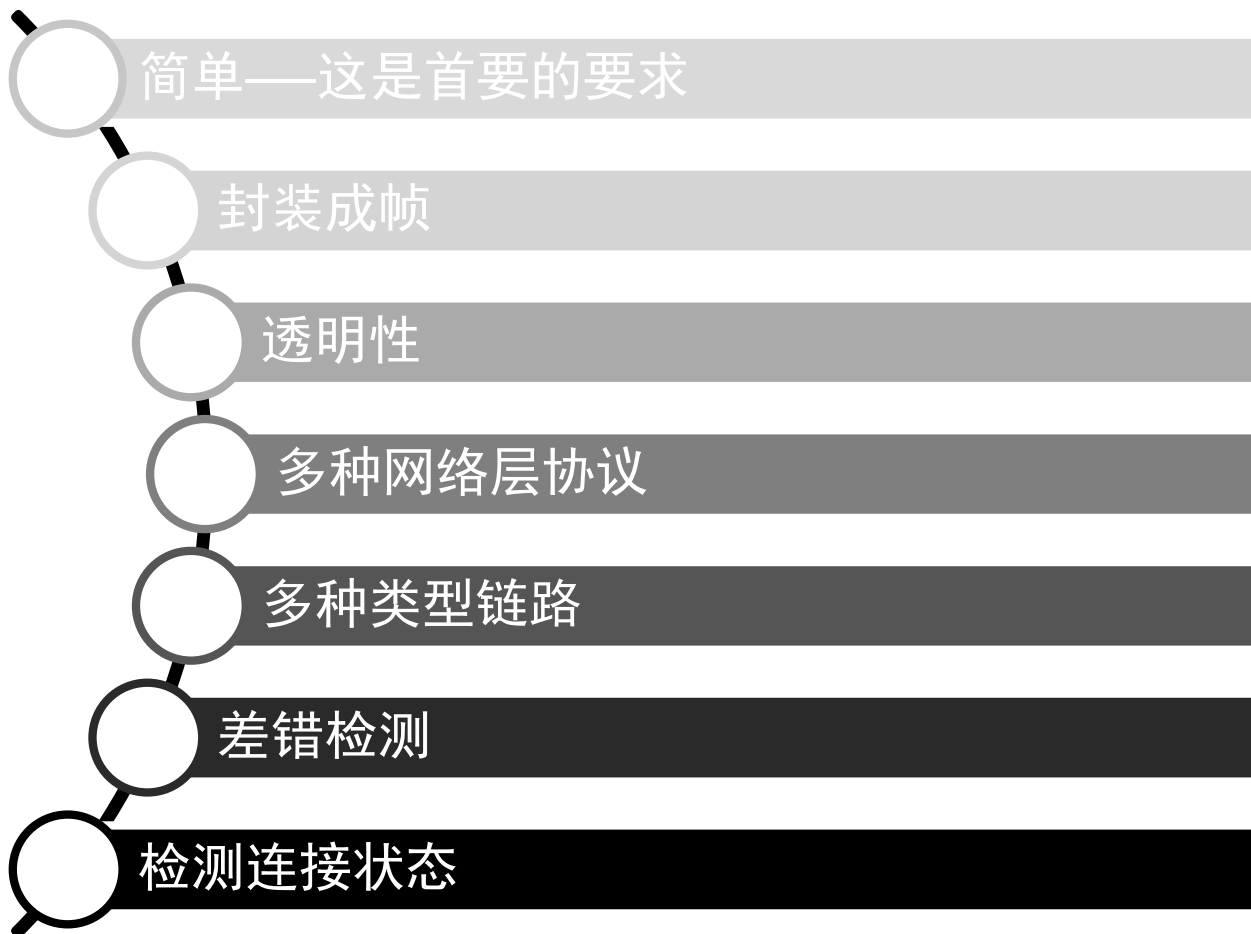 简单——这是首要的要求
封装成帧
透明性
多种网络层协议
多种类型链路
差错检测
检测连接状态